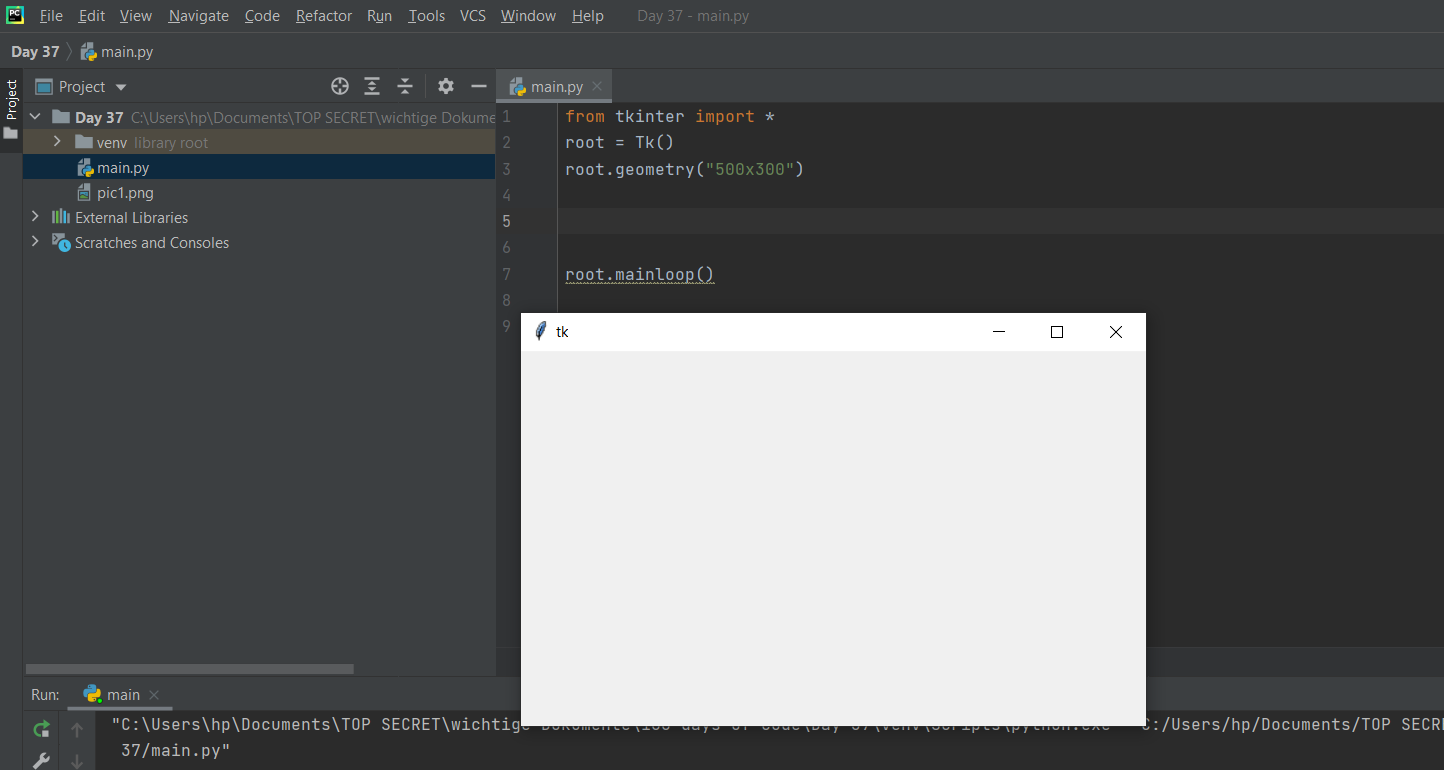 PC File Edit View Navigate Code Refactor Run Tools VCS Window Help Day 37 - main.py
Day 37 main.py
Project
Project
main.py
Day 37 C:\Users\hp\Documents\TOP SECRET\wichtige Dokume
venv library root
main.py
pic1.png
External Libraries
Scratches and Consoles
1 from tkinter import *
2 root = Tk()
3 root.geometry("500x300")
4
5
6
7 root.mainloop()
8
9
tk
Run: main
"C:\Users\hp\Documents\TOP SECRET\wichtige C:/Users/hp/Documents/TOP SECR
37/main.py"